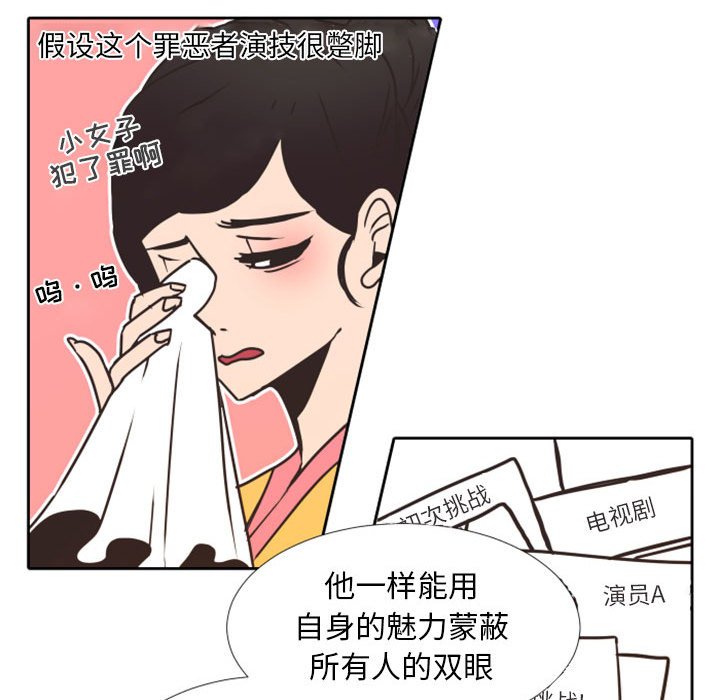 假设这个罪恶者演技很蹩脚
小女子
犯了罪啊
呜·呜
初次挑战
电视剧
演员A
他一样能用
自身的魅力蒙蔽
所有人的双眼